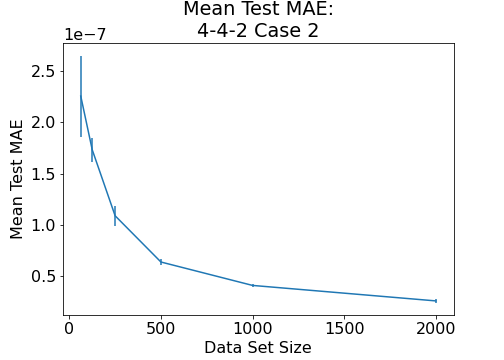 Mean Test MAE:
4-4-2 Case 2
1e−7
2.5
2.0
1.5
1.0
0.5
Mean Test MAE
0 500 1000 1500 2000
Data Set Size